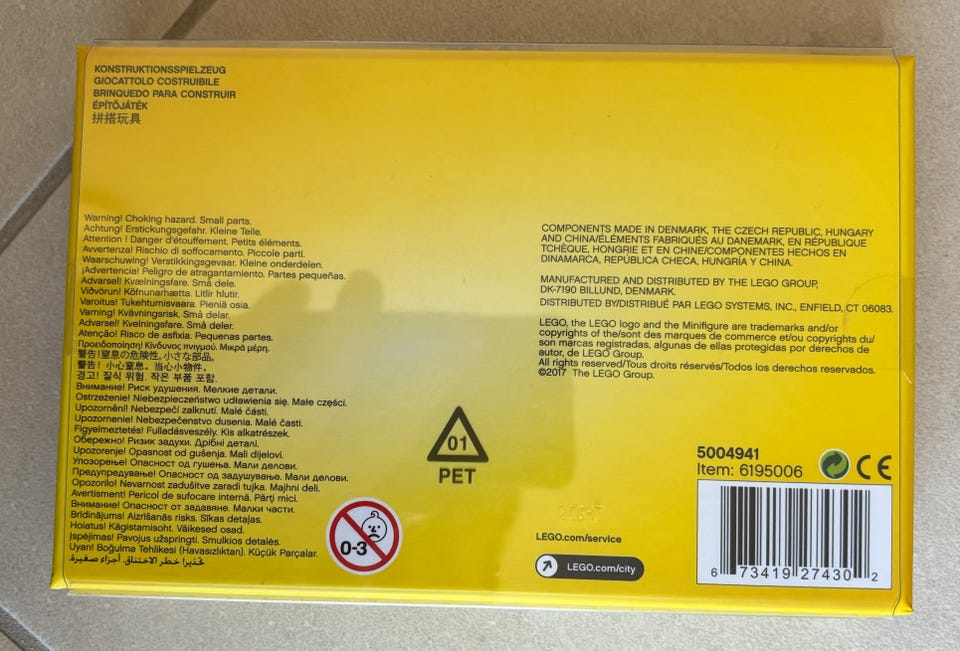 KONSTRUKTIONSSPIELZEUG
GIOCATTOLO COSTRUIBILE
BRINQUEDO PARA CONSTRUIR
ÉPÍTŐJÁTÉK
拼搭玩具
Warning! Choking hazard. Small parts.
Achtung! Erstickungsgefahr. Kleine Teile.
Attention ! Danger d'étouffement. Petits éléments.
Avvertenza! Rischio di soffocamento. Piccole parti.
Waarschuwing! Verstikkingsgevaar. Kleine onderdelen.
¡Advertencia! Peligro de atragantamiento. Partes pequeñas.
Advarsel! Kvælningsfare. Små dele.
Viðvörun! Köfnunarhætta. Litlir hlutir.
Varoitus! Tukehtumisvaara. Pieniä osia.
Varning! Kvävningsrisk. Små delar.
Advarsel! Kvelningsfare. Små deler.
Atenção! Risco de asfixia. Pequenas partes.
Προειδοποίηση! Κίνδυνος πνιγμού. Μικρά μέρη.
警告!窒息の危険性。小さな部品。
警告! 小心窒息。当心小物件。
경고! 질식 위험. 작은 부품 포함.
Внимание! Риск удушения. Мелкие детали.
Ostrzeżenie! Niebezpieczeństwo udławienia się. Małe części.
Upozornění! Nebezpečí zalknutí. Malé části.
Upozornenie! Nebezpečenstvo dusenia. Malé časti.
Figyelmeztetés! Fulladásveszély. Kis alkatrészek.
Обережно! Ризик задухи. Дрібні деталі.
Upozorenje! Opasnost od gušenja. Mali dijelovi.
Упозорење! Опасност од гушења. Мали делови.
Предупредување! Опасност од задушување. Мали делови.
Opozorilo! Nevarnost zadušitve zaradi tujka. Majhni deli.
Avertisment! Pericol de sufocare internă. Părţi mici.
Внимание! Опасност от задавяне. Малки части.
Brīdinājums! Aizrīšanās risks. Sīkas detaļas.
Hoiatus! Kägistamisoht. Väikesed osad.
Įspėjimas! Pavojus užspringti. Smulkios detalės.
Uyarı! Boğulma Tehlikesi (Havasızlıktan). Küçük Parçalar.
تحذير! خطر الاختناق. أجزاء صغيرة.
0-3
01
PET
COMPONENTS MADE IN DENMARK, THE CZECH REPUBLIC, HUNGARY
AND CHINA/ÉLÉMENTS FABRIQUÉS AU DANEMARK, EN RÉPUBLIQUE
TCHÈQUE, HONGRIE ET EN CHINE/COMPONENTES HECHOS EN
DINAMARCA, REPÚBLICA CHECA, HUNGRÍA Y CHINA.
MANUFACTURED AND DISTRIBUTED BY THE LEGO GROUP,
DK-7190 BILLUND, DENMARK.
DISTRIBUTED BY/DISTRIBUÉ PAR LEGO SYSTEMS, INC., ENFIELD, CT 06083.
LEGO, the LEGO logo and the Minifigure are trademarks and/or
copyrights of the/sont des marques de commerce et/ou copyrights du/
son marcas registradas, algunas de ellas protegidas por derechos de
autor, de LEGO Group.
All rights reserved/Tous droits réservés/Todos los derechos reservados.
©2017 The LEGO Group.
5004941
Item: 6195006
CE
LEGO.com/service
LEGO.com/city
6 73419 27430 2